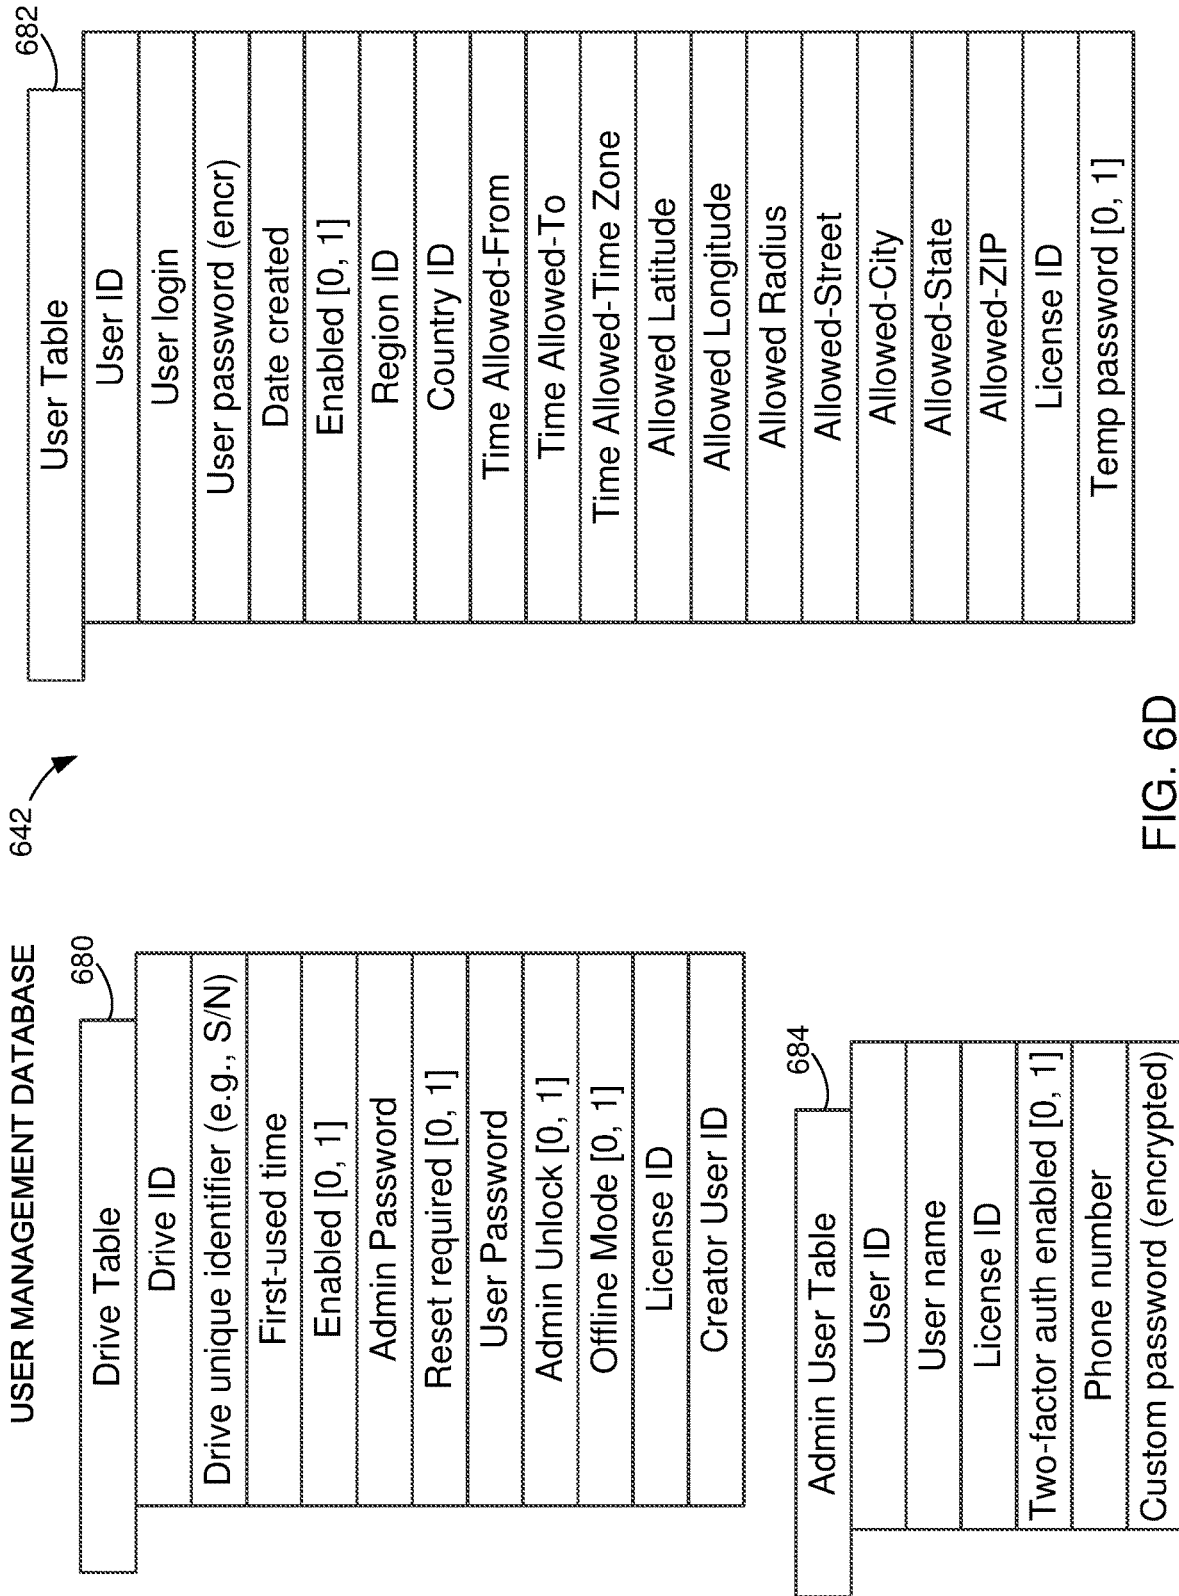 USER MANAGEMENT DATABASE
642
680
Drive Table
Drive ID
Drive unique identifier (e.g., S/N)
First-used time
Enabled [0, 1]
Admin Password
Reset required [0, 1]
User Password
Admin Unlock [0, 1]
Offline Mode [0, 1]
License ID
Creator User ID
684
Admin User Table
User ID
User name
License ID
Two-factor auth enabled [0, 1]
Phone number
Custom password (encrypted)
682
User Table
User ID
User login
User password (encr)
Date created
Enabled [0, 1]
Region ID
Country ID
Time Allowed-From
Time Allowed-To
Time Allowed-Time Zone
Allowed Latitude
Allowed Longitude
Allowed Radius
Allowed-Street
Allowed-City
Allowed-State
Allowed-ZIP
License ID
Temp password [0, 1]
FIG. 6D